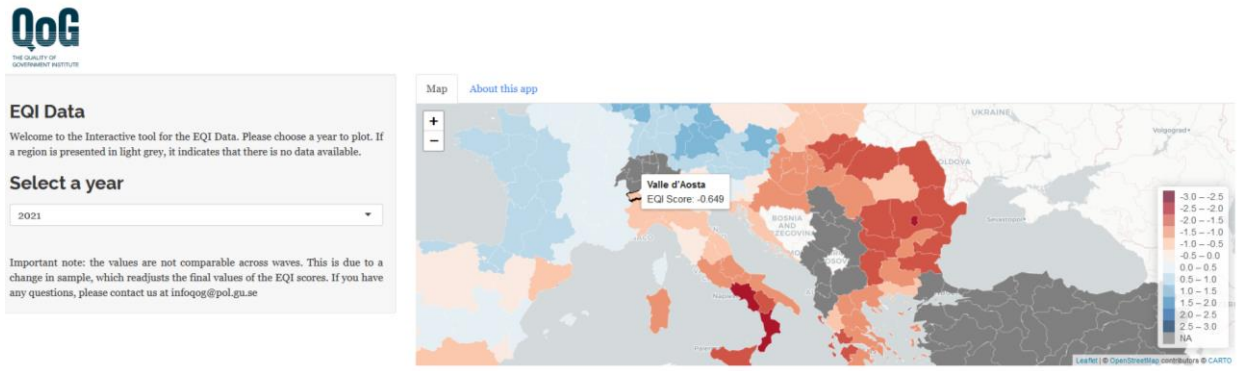 QoG
THE QUALITY OF
GOVERNMENT INSTITUTE
EQI Data
Welcome to the Interactive tool for the EQI Data. Please choose a year to plot. If
a region is presented in light grey, it indicates that there is no data available.
Select a year
2021
Important note: the values are not comparable across waves. This is due to a
change in sample, which readjusts the final values of the EQI scores. If you have
any questions, please contact us at infoqog@pol.gu.se
Map About this app
+
−
UKRAINE
Volgograd
Valle d'Aosta
EQI Score: -0.649
BOSNIA
AND
-3.0 – -2.5
-2.5 – -2.0
-2.0 – -1.5
-1.5 – -1.0
-1.0 – -0.5
-0.5 – 0.0
0.0 – 0.5
0.5 – 1.0
1.0 – 1.5
1.5 – 2.0
2.0 – 2.5
2.5 – 3.0
NA
Leaflet | © OpenStreetMap contributors © CARTO